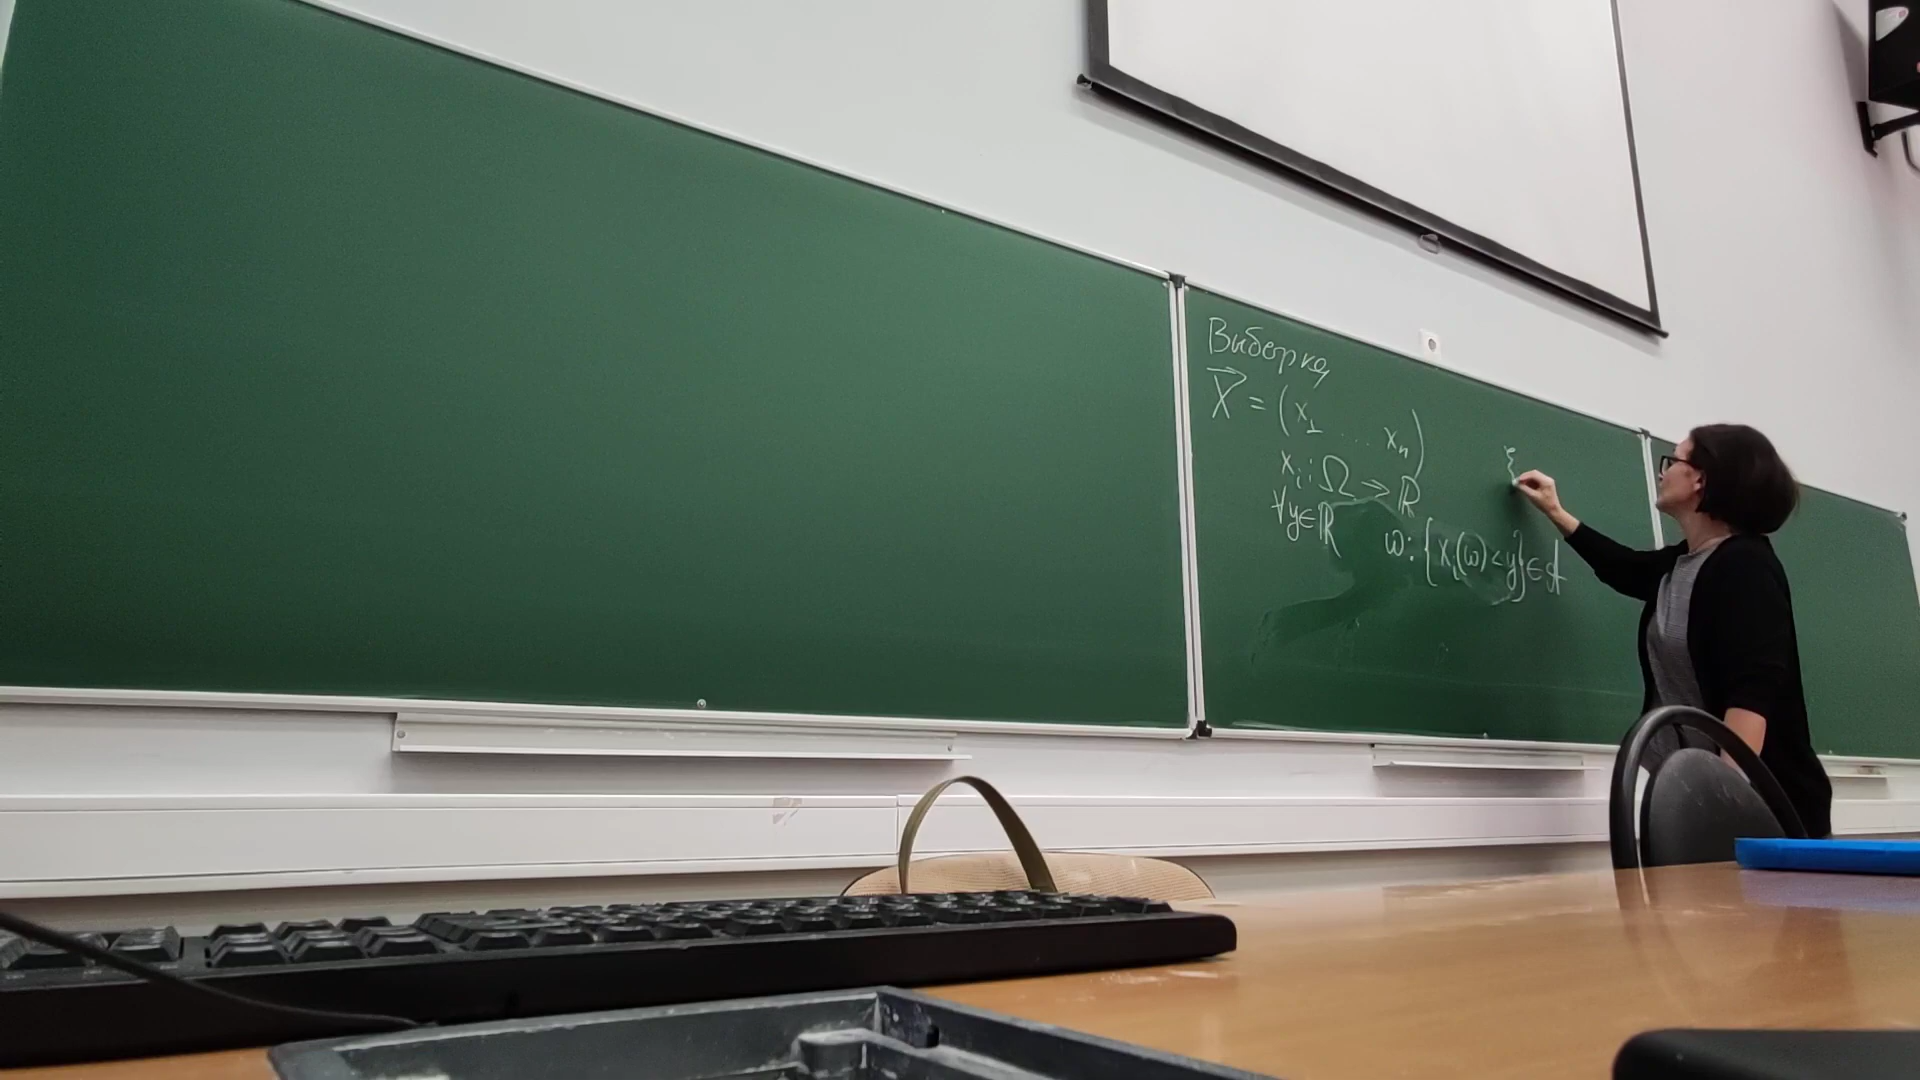 Выборка
X⃗ = (x₁ .... xₙ)
xᵢ: Ω → ℝ
∀y∈ℝ ω: {xᵢ(ω) < y} ∈ 𝒜
ξ